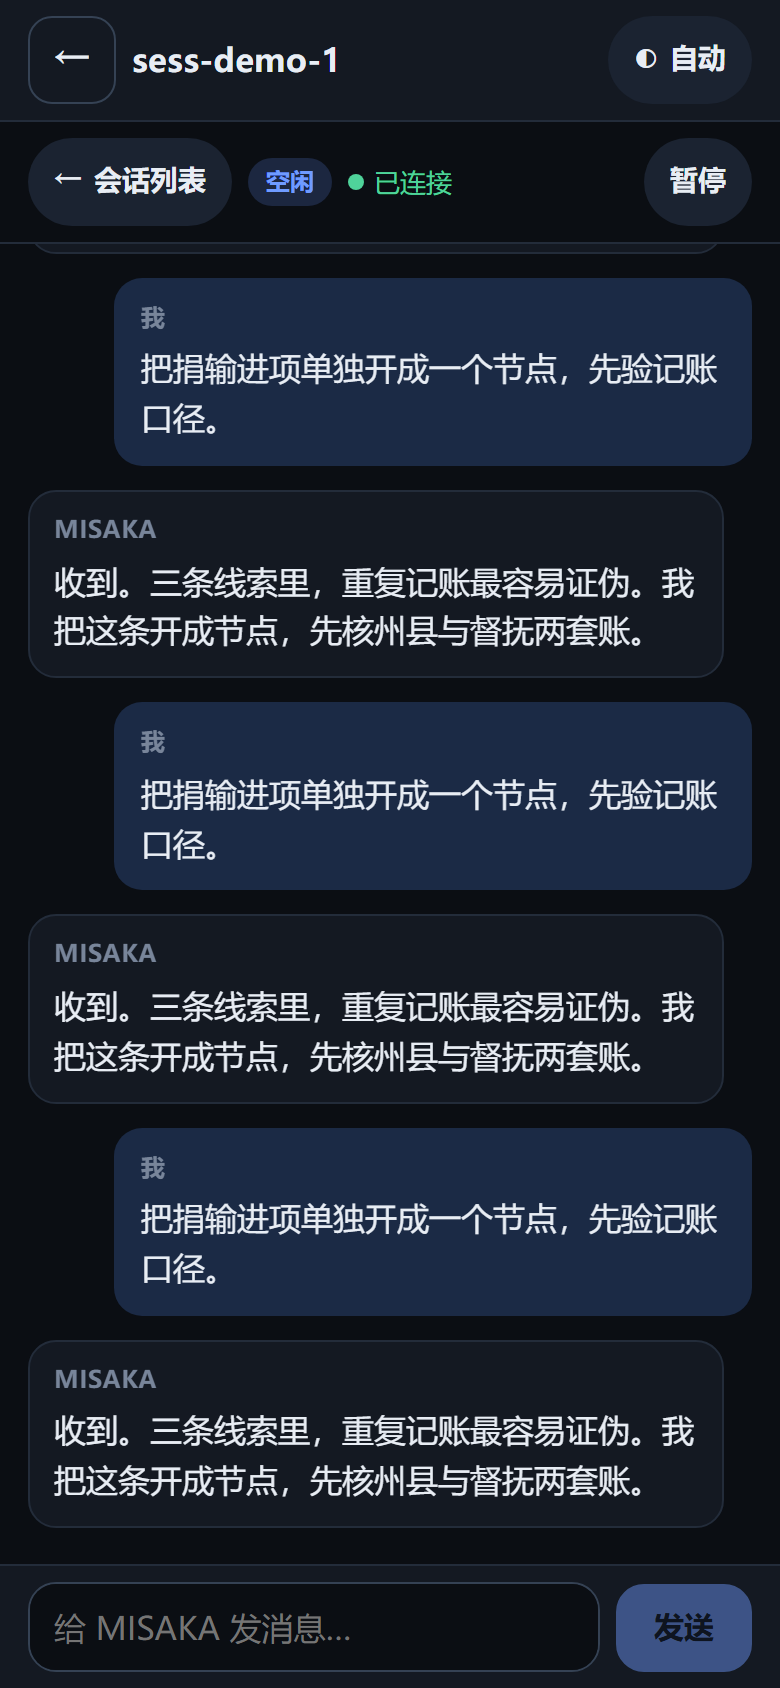 ← sess-demo-1 ◐ 自动
← 会话列表 空闲 已连接 暂停
我
把捐输进项单独开成一个节点，先验记账
口径。
MISAKA
收到。三条线索里，重复记账最容易证伪。我
把这条开成节点，先核州县与督抚两套账。
我
把捐输进项单独开成一个节点，先验记账
口径。
MISAKA
收到。三条线索里，重复记账最容易证伪。我
把这条开成节点，先核州县与督抚两套账。
我
把捐输进项单独开成一个节点，先验记账
口径。
MISAKA
收到。三条线索里，重复记账最容易证伪。我
把这条开成节点，先核州县与督抚两套账。
给 MISAKA 发消息... 发送